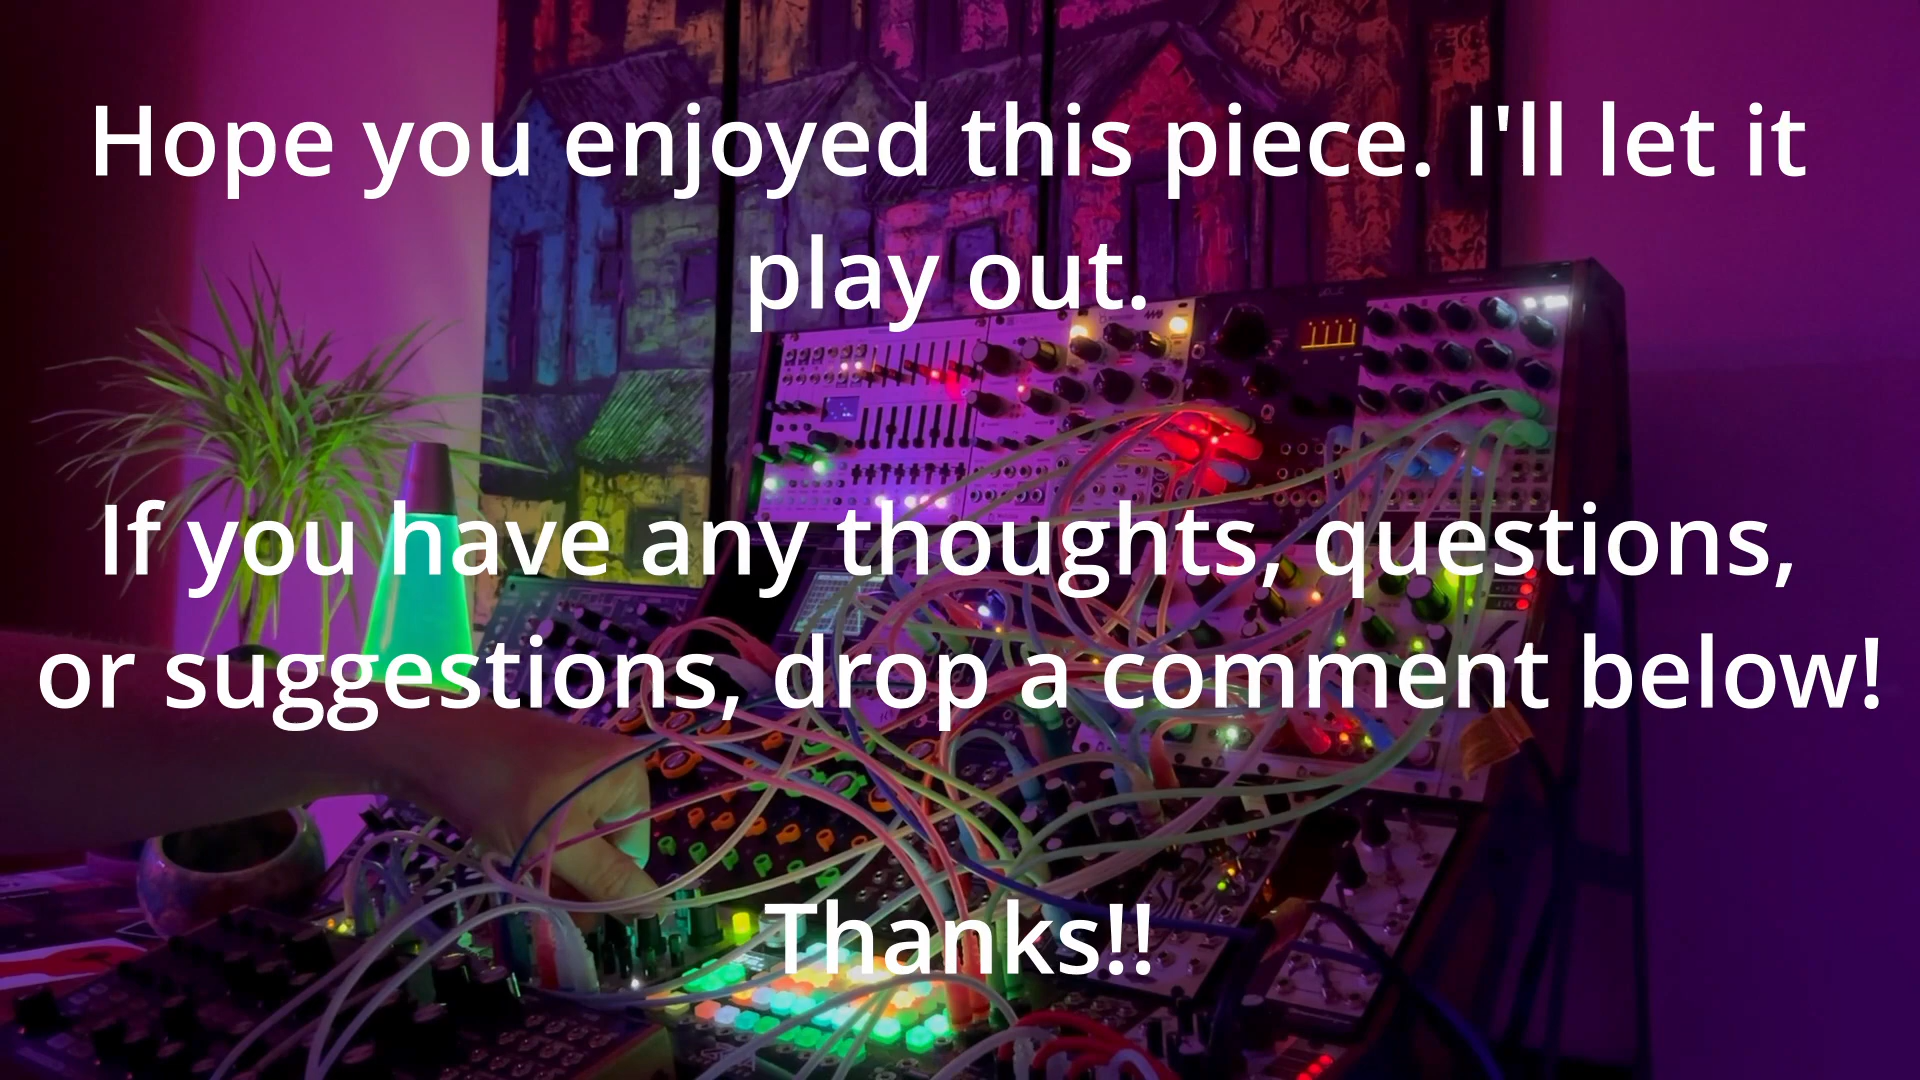 Hope you enjoyed this piece. I'll let it
play out.
If you have any thoughts, questions,
or suggestions, drop a comment below!
Thanks!!